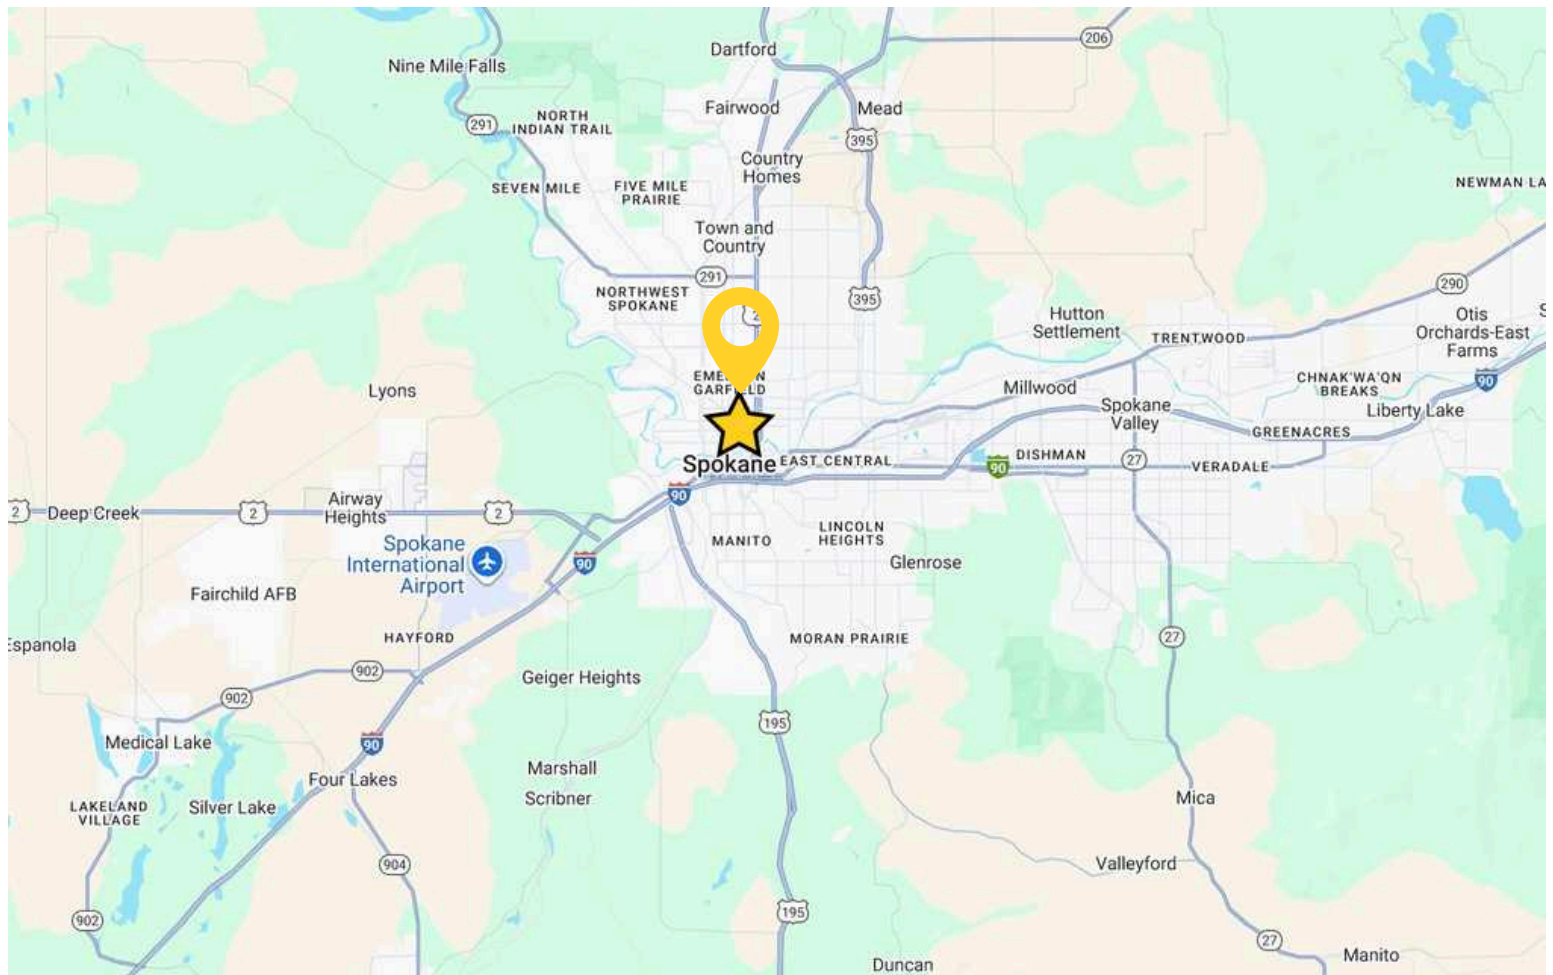 206
Dartford
Nine Mile Falls
Fairwood
Mead
291
NORTH
INDIAN TRAIL
395
Country
Homes
SEVEN MILE
FIVE MILE
PRAIRIE
NEWMAN LA
Town and
Country
291
290
NORTHWEST
SPOKANE
395
2
Hutton
Settlement
Otis
Orchards-East
Farms
S
TRENTWOOD
EME
N
GARFIELD
90
CHNAK'WA'QN
BREAKS
Lyons
Millwood
Spokane
Valley
Liberty Lake
GREENACRES
Spokane
EAST CENTRAL
90
DISHMAN
27
VERADALE
90
Airway
Heights
2
Deep Creek
2
2
LINCOLN
HEIGHTS
MANITO
Spokane
International
Airport
90
Glenrose
Fairchild AFB
HAYFORD
MORAN PRAIRIE
27
Espanola
902
Geiger Heights
902
195
Medical Lake
90
Marshall
Four Lakes
Scribner
Mica
LAKELAND
VILLAGE
Silver Lake
904
Valleyford
195
902
27
Manito
Duncan